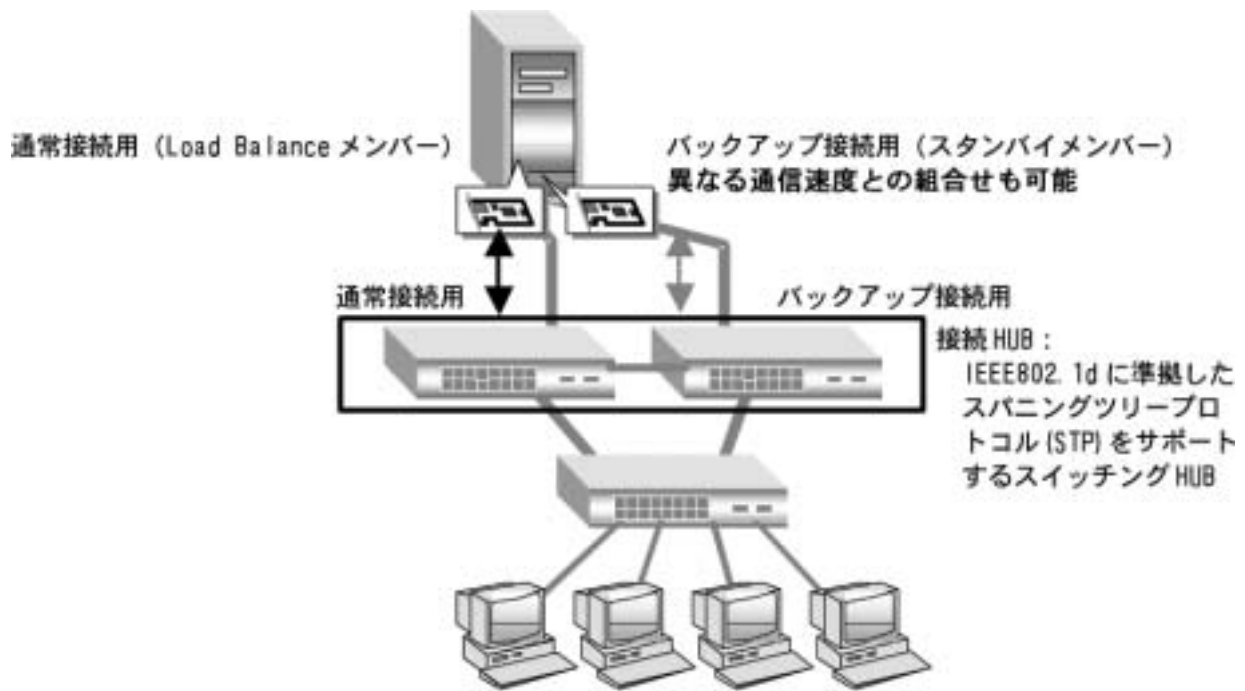 通常接続用（Load Balance メンバー）
バックアップ接続用（スタンバイメンバー）
異なる通信速度との組合せも可能
通常接続用
バックアップ接続用
接続 HUB：
IEEE802.1d に準拠した
スパニングツリープロ
トコル (STP) をサポート
するスイッチング HUB